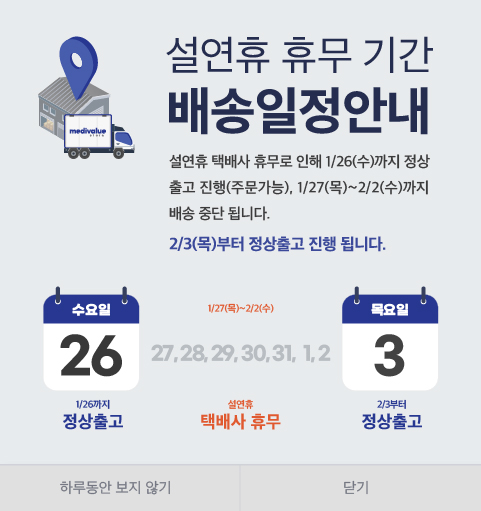 설연휴 휴무 기간
배송일정안내
medivalue
store
설연휴 택배사 휴무로 인해 1/26(수)까지 정상
출고 진행(주문가능), 1/27(목)~2/2(수)까지
배송 중단 됩니다.
2/3(목)부터 정상출고 진행 됩니다.
수요일
26
1/26까지
정상출고
1/27(목)~2/2(수)
27, 28, 29, 30, 31, 1, 2
설연휴
택배사 휴무
목요일
3
2/3부터
정상출고
하루동안 보지 않기
닫기